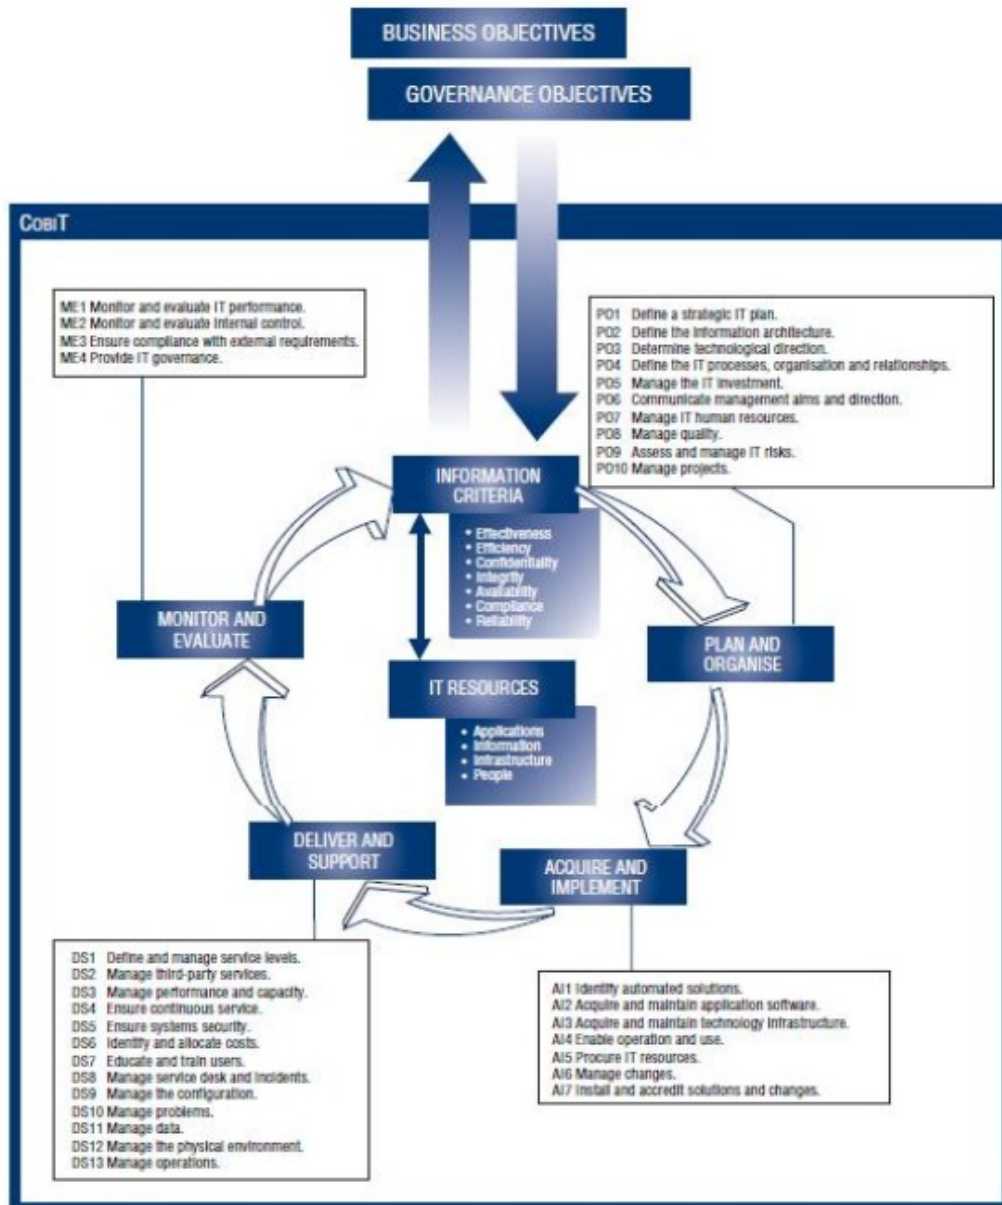 BUSINESS OBJECTIVES
GOVERNANCE OBJECTIVES
COBIT
ME1 Monitor and evaluate IT performance.
ME2 Monitor and evaluate internal control.
ME3 Ensure compliance with external requirements.
ME4 Provide IT governance.
PO1 Define a strategic IT plan.
PO2 Define the information architecture.
PO3 Determine technological direction.
PO4 Define the IT processes, organisation and relationships.
PO5 Manage the IT investment.
PO6 Communicate management aims and direction.
PO7 Manage IT human resources.
PO8 Manage quality.
PO9 Assess and manage IT risks.
PO10 Manage projects.
INFORMATION
CRITERIA
• Effectiveness
• Efficiency
• Confidentiality
• Integrity
• Availability
• Compliance
• Reliability
MONITOR AND
EVALUATE
PLAN AND
ORGANISE
IT RESOURCES
• Applications
• Information
• Infrastructure
• People
DELIVER AND
SUPPORT
ACQUIRE AND
IMPLEMENT
DS1 Define and manage service levels.
DS2 Manage third-party services.
DS3 Manage performance and capacity.
DS4 Ensure continuous service.
DS5 Ensure systems security.
DS6 Identify and allocate costs.
DS7 Educate and train users.
DS8 Manage service desk and incidents.
DS9 Manage the configuration.
DS10 Manage problems.
DS11 Manage data.
DS12 Manage the physical environment.
DS13 Manage operations.
AI1 Identify automated solutions.
AI2 Acquire and maintain application software.
AI3 Acquire and maintain technology infrastructure.
AI4 Enable operation and use.
AI5 Procure IT resources.
AI6 Manage changes.
AI7 Install and accredit solutions and changes.